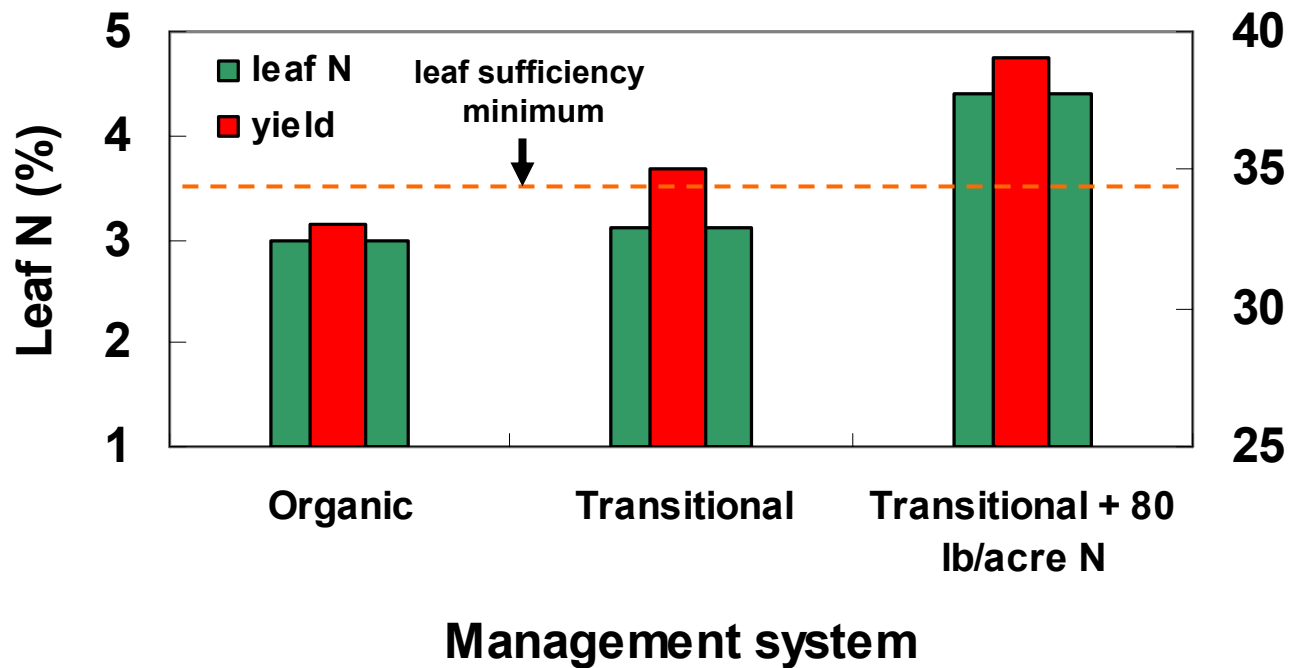 5
40
leaf N
yield
leaf sufficiency
minimum
4
35
3
30
2
1
25
Leaf N (%)
Organic
Transitional
Transitional + 80
lb/acre N
Management system